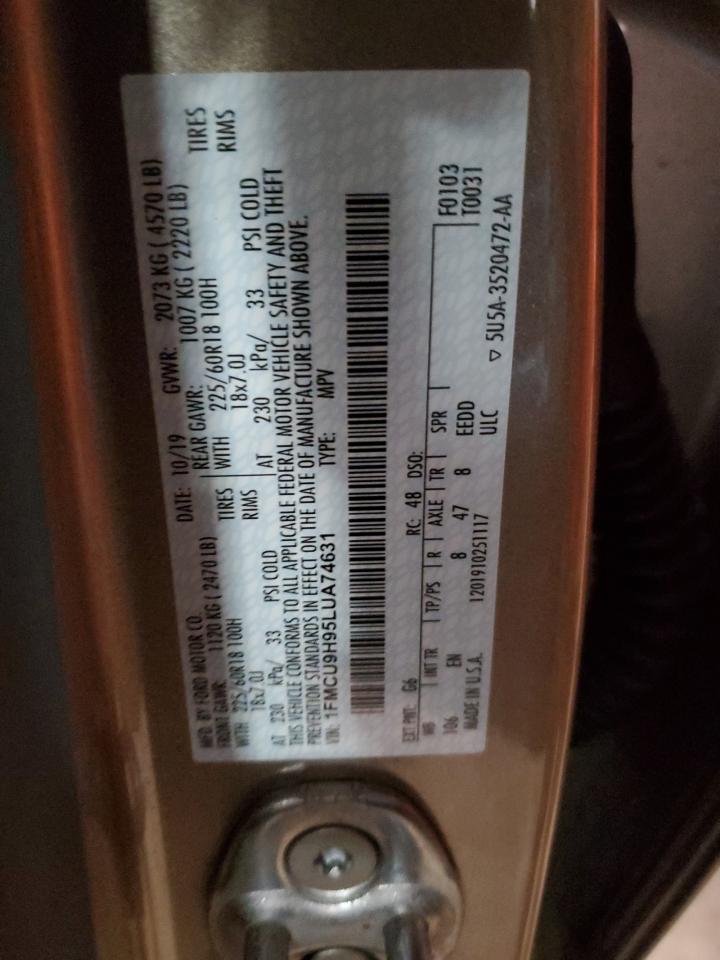 MFD. BY FORD MOTOR CO.
DATE: 10/19 GVWR: 2073 KG ( 4570 LB)
FRONT GAWR: 1120 KG ( 2470 LB) REAR GAWR: 1007 KG ( 2220 LB)
WITH 225/60R18 100H TIRES WITH 225/60R18 100H TIRES
18x7.0J RIMS 18x7.0J RIMS
AT 230 kPa/ 33 PSI COLD AT 230 kPa/ 33 PSI COLD
THIS VEHICLE CONFORMS TO ALL APPLICABLE FEDERAL MOTOR VEHICLE SAFETY AND THEFT
PREVENTION STANDARDS IN EFFECT ON THE DATE OF MANUFACTURE SHOWN ABOVE.
VIN: 1FMCU9H95LUA74631 TYPE: MPV
EXT PNT: G6 RC: 48 DSO: F0103
WB INT TR TP/PS R AXLE TR SPR T0031
106 EN 8 47 8 EEDD
MADE IN U.S.A. 1201910251117 ULC
▽ 5U5A-3520472-AA